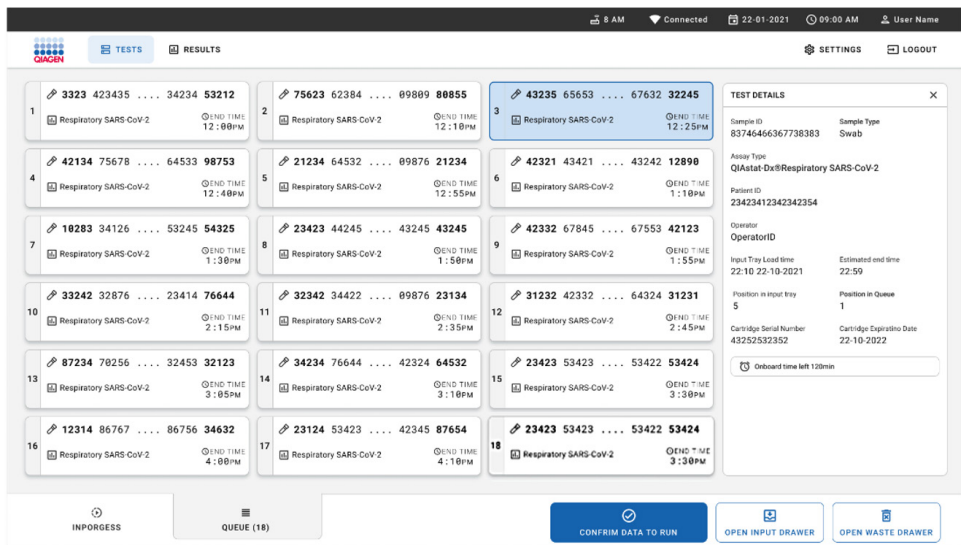 8 AM Connected 22-01-2021 09:00 AM User Name
QIAGEN TESTS RESULTS SETTINGS LOGOUT
1 3323 423435 .... 34234 53212
Respiratory SARS-CoV-2 END TIME
12:00PM
2 75623 62384 .... 09809 80855
Respiratory SARS-CoV-2 END TIME
12:10PM
3 43235 65653 .... 67632 32245
Respiratory SARS-CoV-2 END TIME
12:25PM
4 42134 75678 .... 64533 98753
Respiratory SARS-CoV-2 END TIME
12:40PM
5 21234 64532 .... 09876 21234
Respiratory SARS-CoV-2 END TIME
12:55PM
6 42321 43421 .... 43242 12890
Respiratory SARS-CoV-2 END TIME
1:10PM
7 10283 34126 .... 53245 54325
Respiratory SARS-CoV-2 END TIME
1:30PM
8 23423 44245 .... 43245 43245
Respiratory SARS-CoV-2 END TIME
1:50PM
9 42332 67845 .... 67553 42123
Respiratory SARS-CoV-2 END TIME
1:55PM
10 33242 32876 .... 23414 76644
Respiratory SARS-CoV-2 END TIME
2:15PM
11 32342 34422 .... 09876 23134
Respiratory SARS-CoV-2 END TIME
2:35PM
12 31232 42332 .... 64324 31231
Respiratory SARS-CoV-2 END TIME
2:45PM
13 87234 70256 .... 32453 32123
Respiratory SARS-CoV-2 END TIME
3:05PM
14 34234 76644 .... 42324 64532
Respiratory SARS-CoV-2 END TIME
3:10PM
15 23423 53423 .... 53422 53424
Respiratory SARS-CoV-2 END TIME
3:30PM
16 12314 86767 .... 86756 34632
Respiratory SARS-CoV-2 END TIME
4:00PM
17 23124 53423 .... 42345 87654
Respiratory SARS-CoV-2 END TIME
4:10PM
18 23423 53423 .... 53422 53424
Respiratory SARS-CoV-2 END TIME
3:30PM
TEST DETAILS
Sample ID Sample Type
83746466367738383 Swab
Assay Type
QIAstat-Dx®Respiratory SARS-CoV-2
Patient ID
23423412342342354
Operator
OperatorID
Input Tray Load time Estimated end time
22:10 22-10-2021 22:59
Position in input tray Position in Queue
5 1
Cartridge Serial Number Cartridge Expiratino Date
43252532352 22-10-2022
Onboard time left 120min
INPORGESS QUEUE (18) CONFRIM DATA TO RUN OPEN INPUT DRAWER OPEN WASTE DRAWER